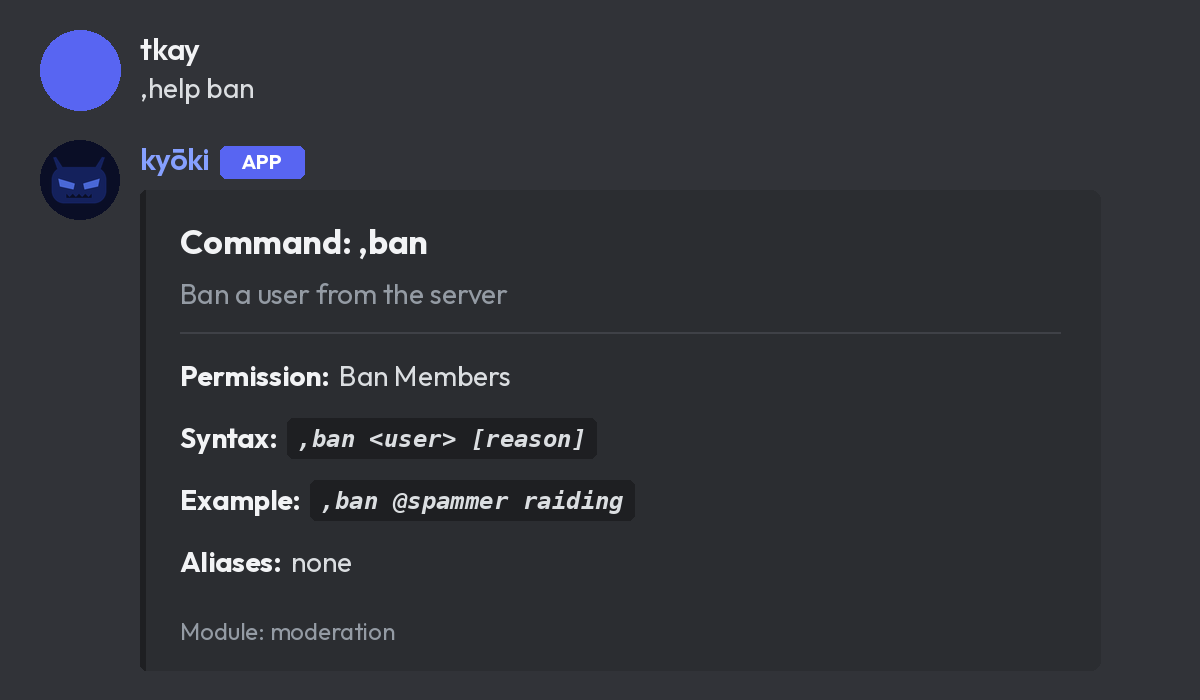 tkay
,help ban
kyōki APP
Command: ,ban
Ban a user from the server
Permission: Ban Members
Syntax: ,ban <user> [reason]
Example: ,ban @spammer raiding
Aliases: none
Module: moderation